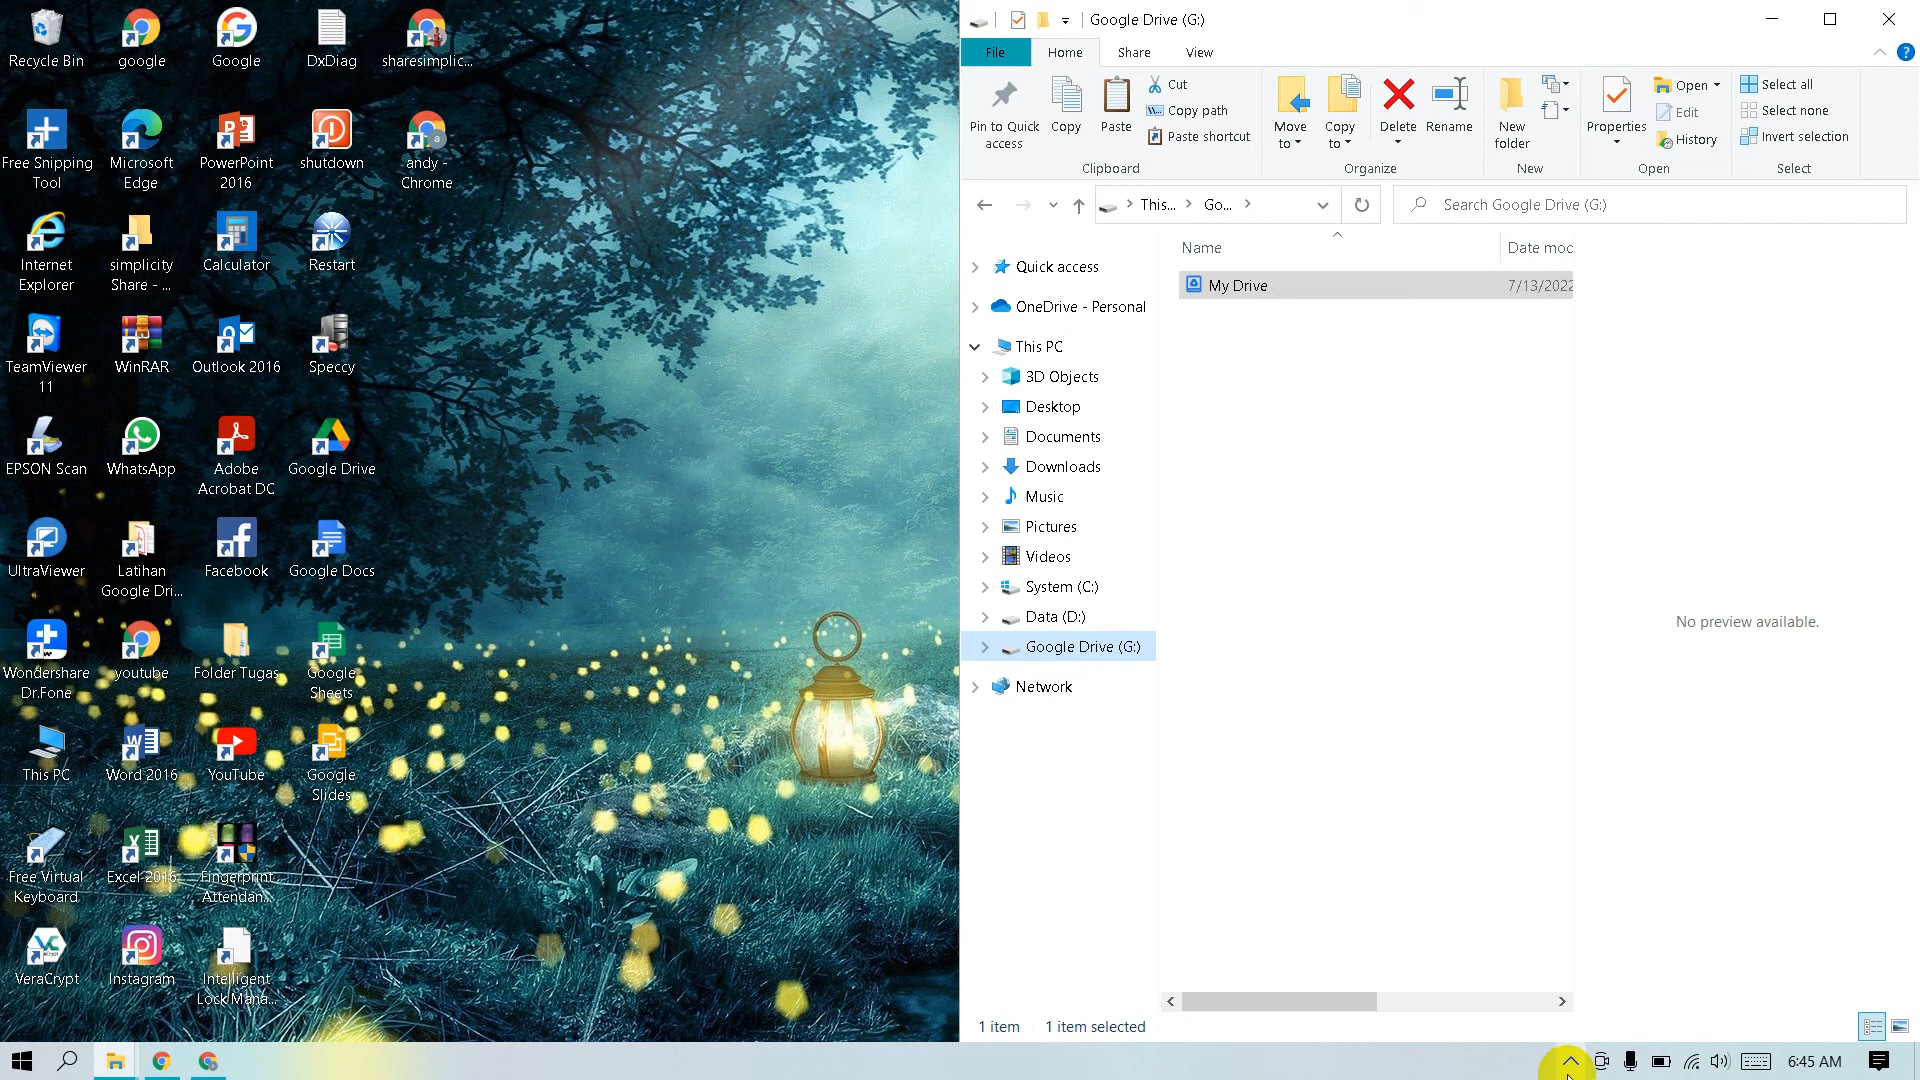 Recycle Bin
google
Google
DxDiag
sharesimplic...
Free Snipping
Tool
Microsoft
Edge
PowerPoint
2016
shutdown
a
andy -
Chrome
Internet
Explorer
simplicity
Share - ...
Calculator
Restart
TeamViewer
11
WinRAR
Outlook 2016
Speccy
EPSON Scan
WhatsApp
Adobe
Acrobat DC
Google Drive
UltraViewer
Latihan
Google Dri...
Facebook
Google Docs
Wondershare
Dr.Fone
youtube
Folder Tugas
Google
Sheets
This PC
Word 2016
YouTube
Google
Slides
Free Virtual
Keyboard
Excel 2016
Fingerprint
Attendan...
VeraCrypt
Instagram
Intelligent
Lock Mana...
Google Drive (G:)
File
Home
Share
View
Pin to Quick
access
Copy
Paste
Cut
Copy path
Paste shortcut
Clipboard
Move
to
Copy
to
Delete
Rename
Organize
New
folder
New
Properties
Open
Edit
History
Open
Select all
Select none
Invert selection
Select
This...
Go...
Search Google Drive (G:)
Name
Date mod
My Drive
7/13/2022
Quick access
OneDrive - Personal
This PC
3D Objects
Desktop
Documents
Downloads
Music
Pictures
Videos
System (C:)
Data (D:)
Google Drive (G:)
Network
No preview available.
1 item
1 item selected
6:45 AM